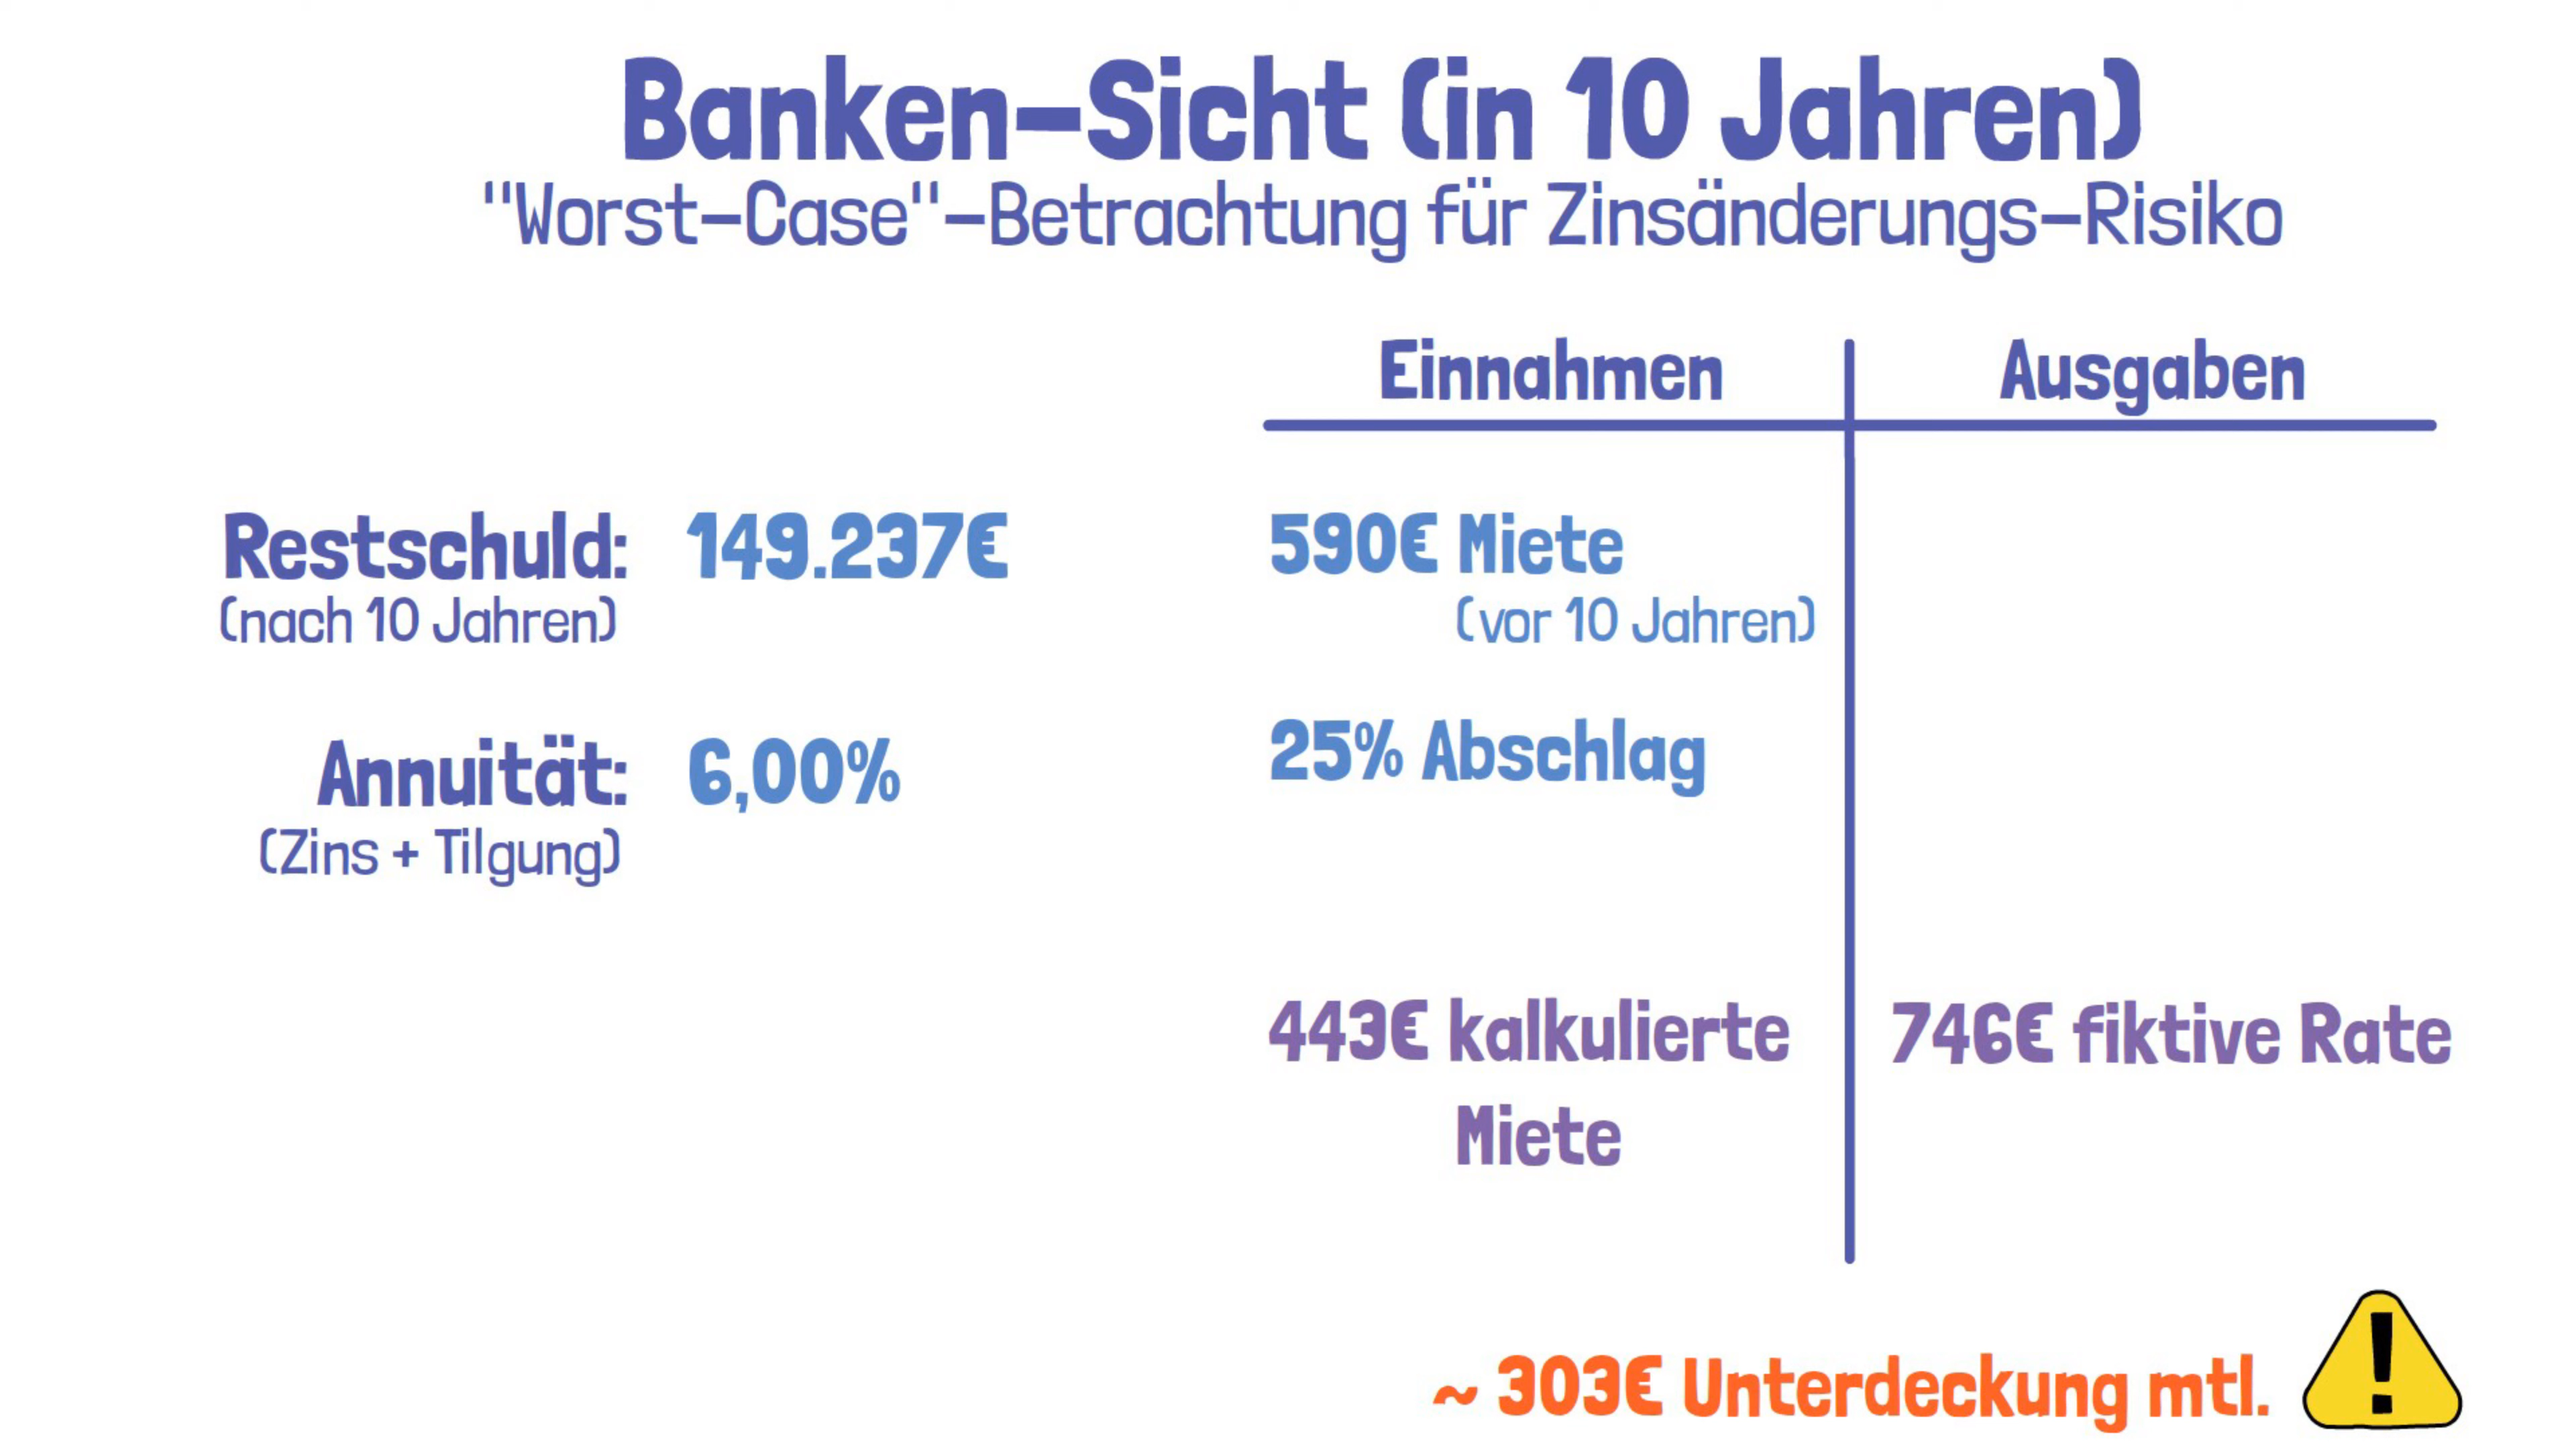 Banken-Sicht (in 10 Jahren)
"Worst-Case"-Betrachtung für Zinsänderungs-Risiko
Einnahmen Ausgaben
Restschuld: 149.237€
(nach 10 Jahren)
Annuität: 6,00%
(Zins + Tilgung)
590€ Miete
(vor 10 Jahren)
25% Abschlag
443€ kalkulierte
Miete
746€ fiktive Rate
~ 303€ Unterdeckung mtl.
!